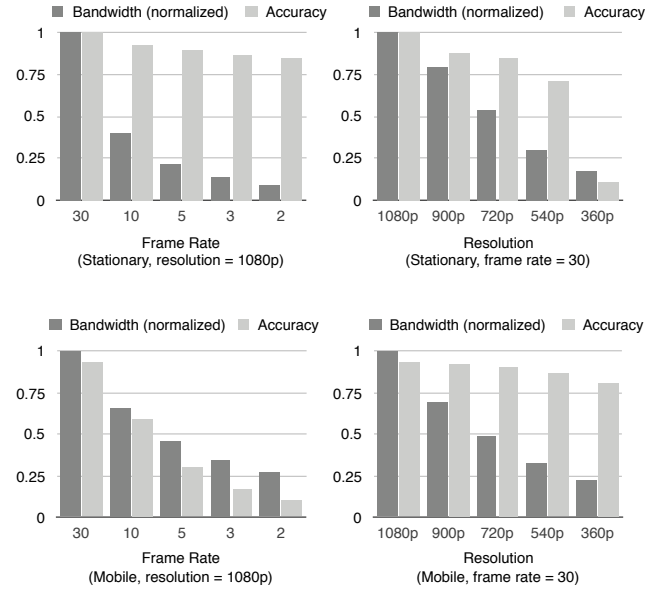 Bandwidth (normalized) Accuracy
1
0.75
0.5
0.25
0
30 10 5 3 2
Frame Rate
(Stationary, resolution = 1080p)
Bandwidth (normalized) Accuracy
1
0.75
0.5
0.25
0
1080p 900p 720p 540p 360p
Resolution
(Stationary, frame rate = 30)
Bandwidth (normalized) Accuracy
1
0.75
0.5
0.25
0
30 10 5 3 2
Frame Rate
(Mobile, resolution = 1080p)
Bandwidth (normalized) Accuracy
1
0.75
0.5
0.25
0
1080p 900p 720p 540p 360p
Resolution
(Mobile, frame rate = 30)